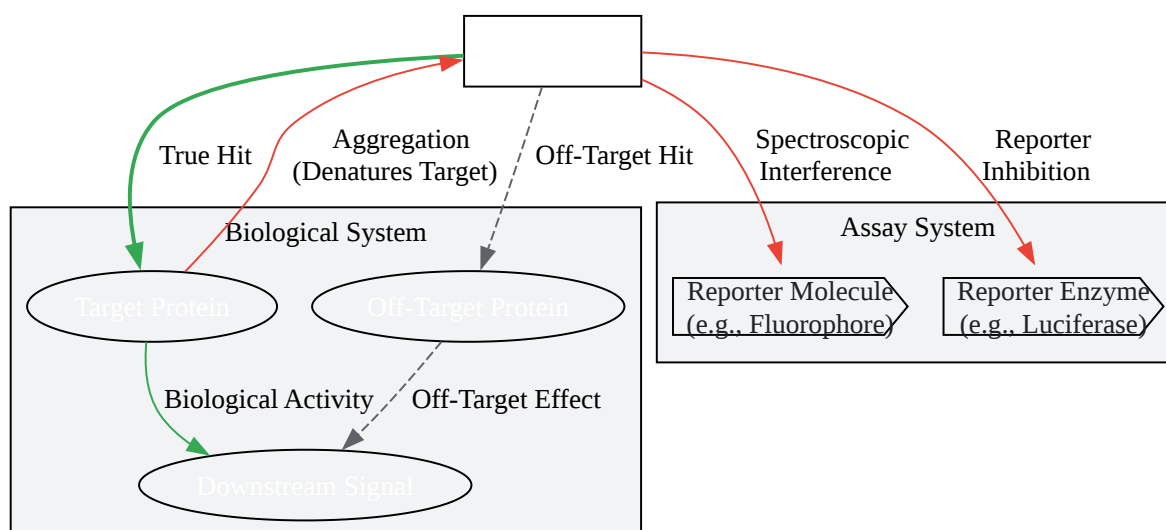 True Hit
Aggregation
(Denatures Target)
Off-Target Hit
Spectroscopic
Interference
Reporter
Inhibition
Biological System
Assay System
Target Protein
Off-Target Protein
Reporter Molecule
(e.g., Fluorophore)
Reporter Enzyme
(e.g., Luciferase)
Biological Activity
Off-Target Effect
Downstream Signal